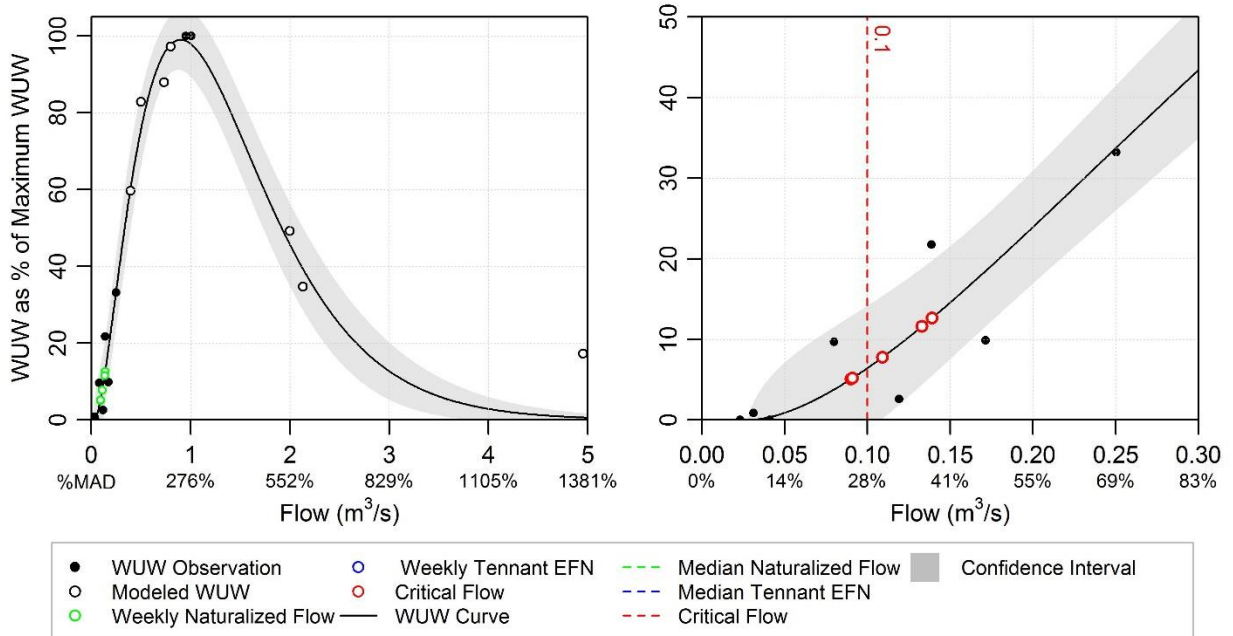 WUW as % of Maximum WUW
100
80
60
40
20
0
0 1 2 3 4 5
%MAD 276% 552% 829% 1105% 1381%
Flow (m³/s)
0.1
50
40
30
20
10
0
0.00 0.05 0.10 0.15 0.20 0.25 0.30
0% 14% 28% 41% 55% 69% 83%
Flow (m³/s)
WUW Observation Weekly Tennant EFN Median Naturalized Flow Confidence Interval
Modeled WUW Critical Flow Median Tennant EFN
Weekly Naturalized Flow WUW Curve Critical Flow